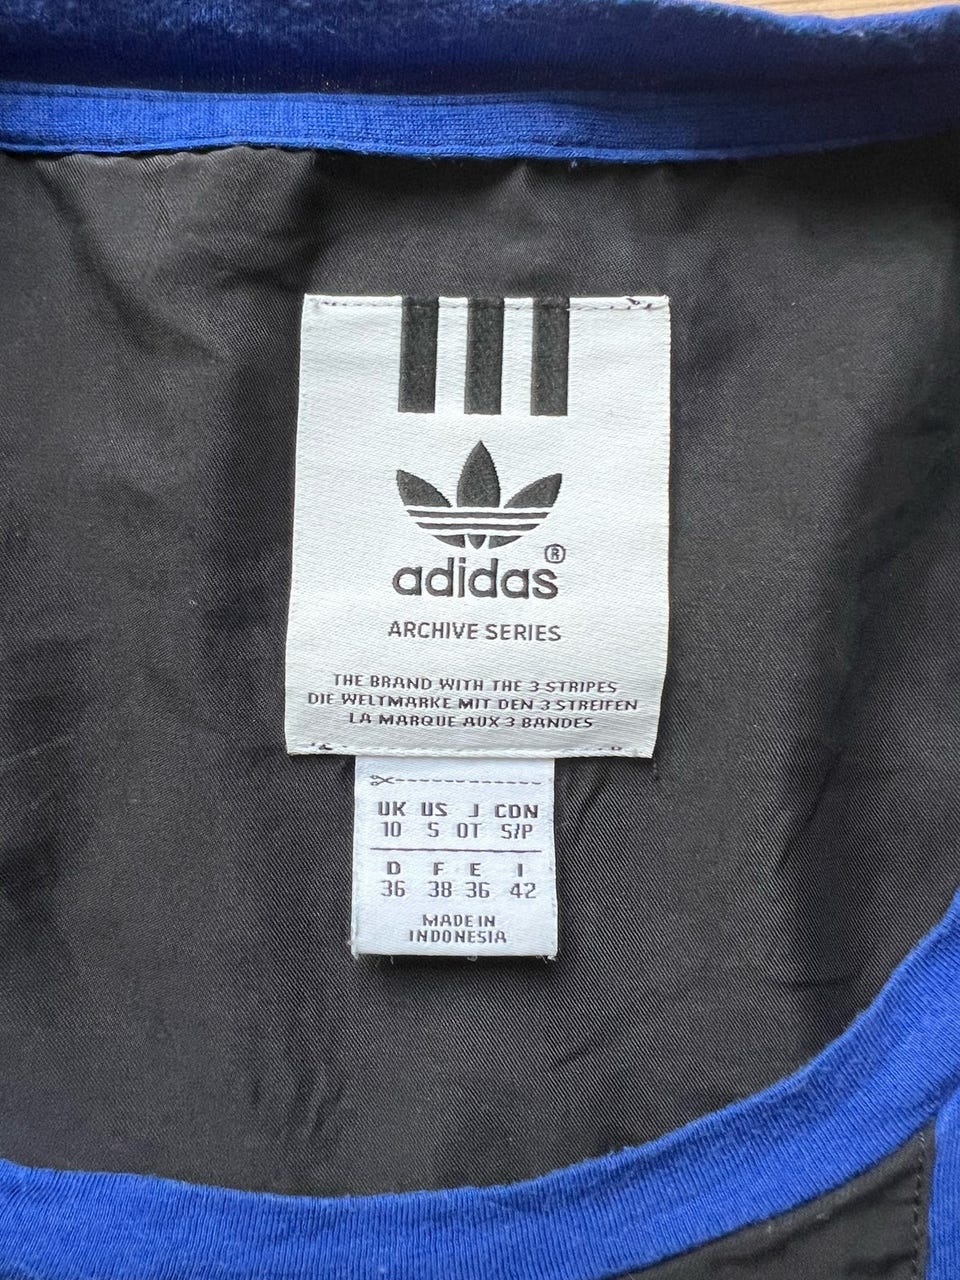 adidas®
ARCHIVE SERIES
THE BRAND WITH THE 3 STRIPES
DIE WELTMARKE MIT DEN 3 STREIFEN
LA MARQUE AUX 3 BANDES
UK US J CDN
10 S OT S/P
D F E I
36 38 36 42
MADE IN
INDONESIA